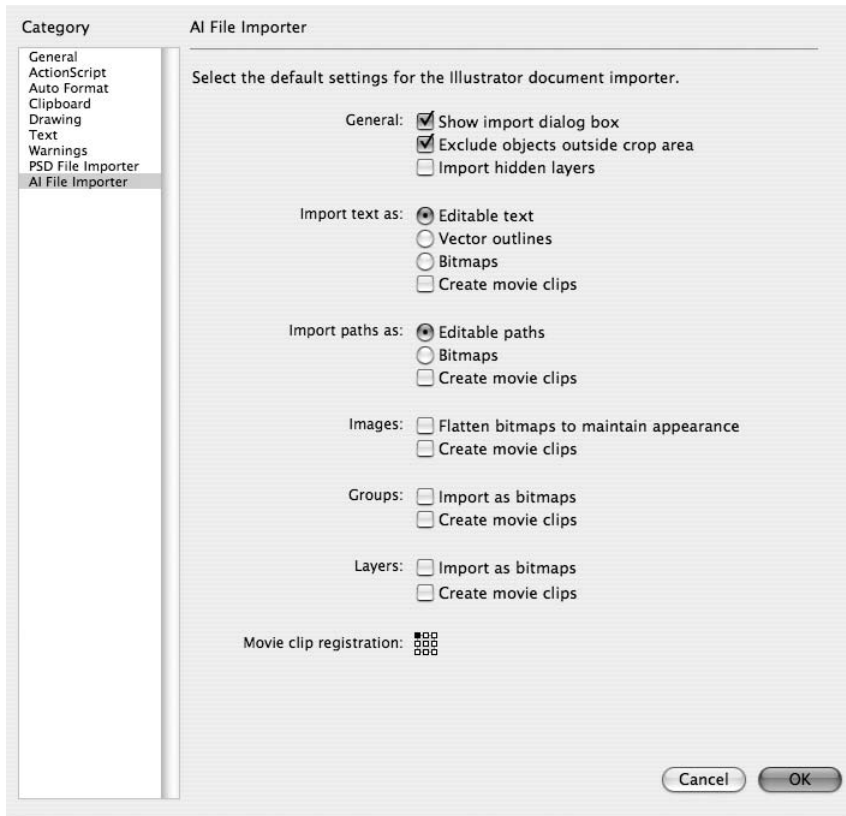 Category
General
ActionScript
Auto Format
Clipboard
Drawing
Text
Warnings
PSD File Importer
AI File Importer
AI File Importer
Select the default settings for the Illustrator document importer.
General: Show import dialog box
Exclude objects outside crop area
Import hidden layers
Import text as: Editable text
Vector outlines
Bitmaps
Create movie clips
Import paths as: Editable paths
Bitmaps
Create movie clips
Images: Flatten bitmaps to maintain appearance
Create movie clips
Groups: Import as bitmaps
Create movie clips
Layers: Import as bitmaps
Create movie clips
Movie clip registration:
Cancel OK